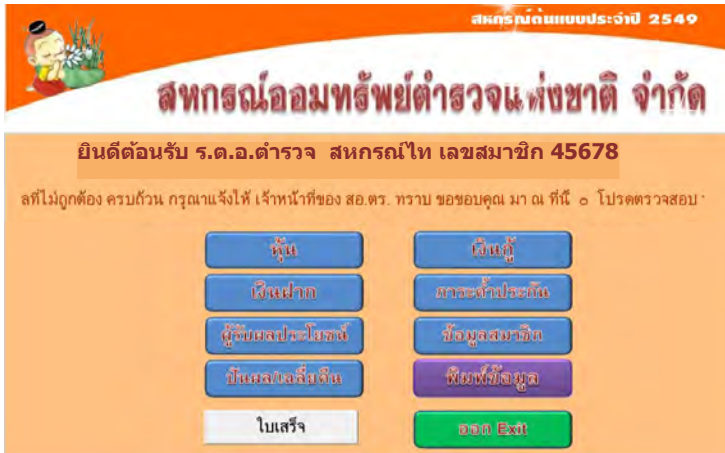 สหกรณ์ต้นแบบประจำปี 2549
สหกรณ์ออมทรัพย์ตำรวจแห่งชาติ จำกัด
ยินดีต้อนรับ ร.ต.อ.ตำรวจ สหกรณ์ไท เลขสมาชิก 45678
ลที่ไม่ถูกต้อง ครบถ้วน กรุณาแจ้งให้ เจ้าหน้าที่ของ สอ.ตร. ทราบ ขอขอบคุณ มา ณ ที่นี้ ๐ โปรดตรวจสอบ
หุ้น
เงินกู้
เงินฝาก
ภาระค้ำประกัน
ผู้รับผลประโยชน์
ข้อมูลสมาชิก
ปันผล/เฉลี่ยคืน
พิมพ์ข้อมูล
ใบเสร็จ
ออก Exit